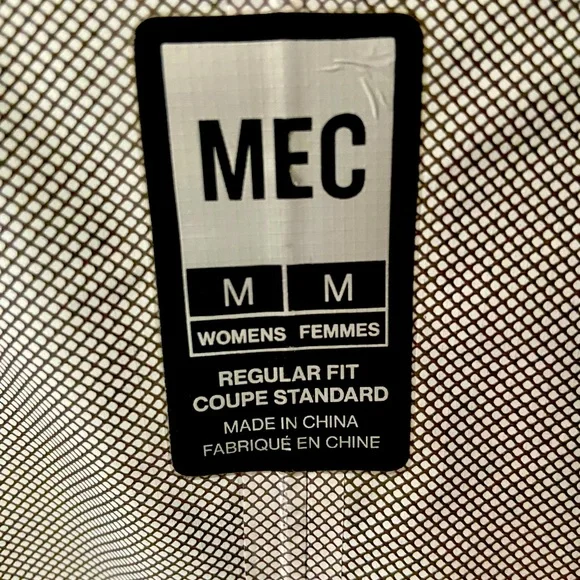 MEC
M M
WOMENS FEMMES
REGULAR FIT
COUPE STANDARD
MADE IN CHINA
FABRIQUÉ EN CHINE